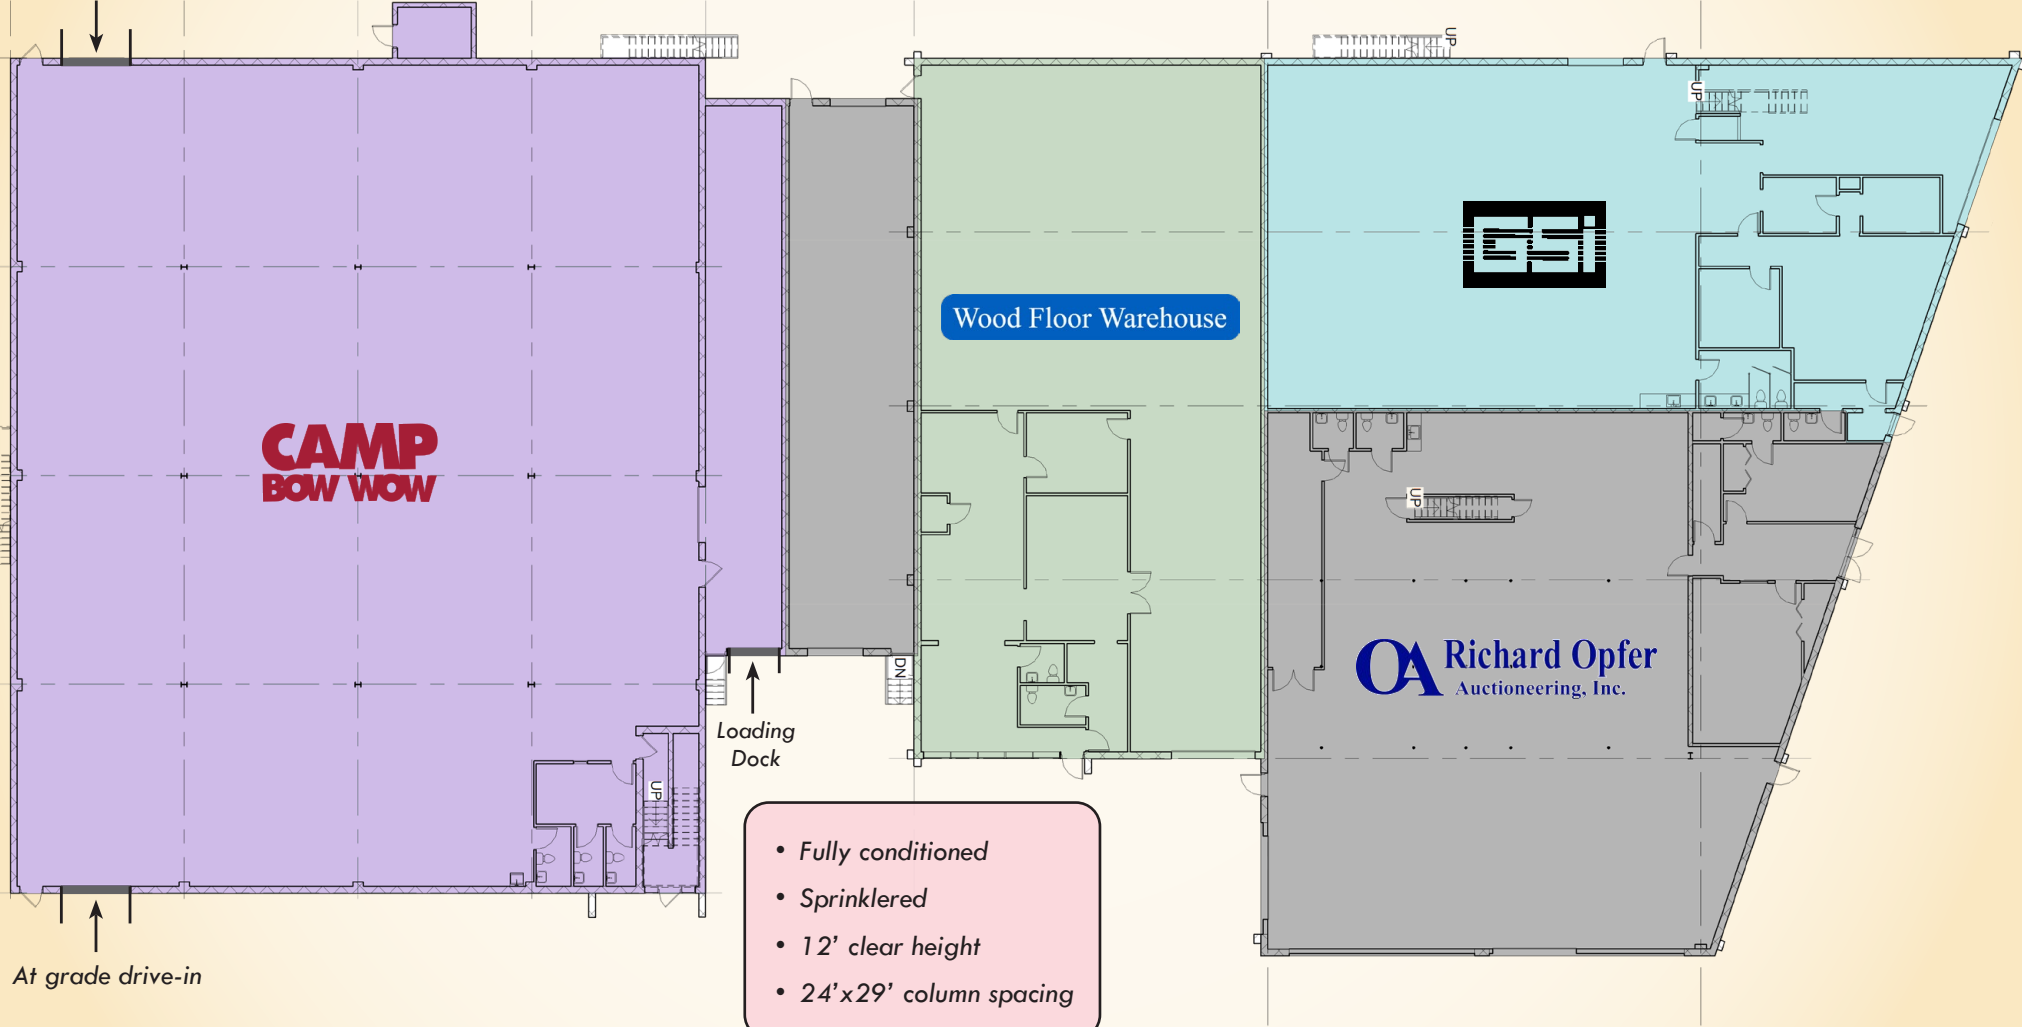 UP
UP
GSi
Wood Floor Warehouse
CAMP
BOW WOW
UP
OA Richard Opfer
Auctioneering, Inc.
DN
Loading
Dock
UP
• Fully conditioned
• Sprinklered
• 12’ clear height
• 24’x29’ column spacing
At grade drive-in